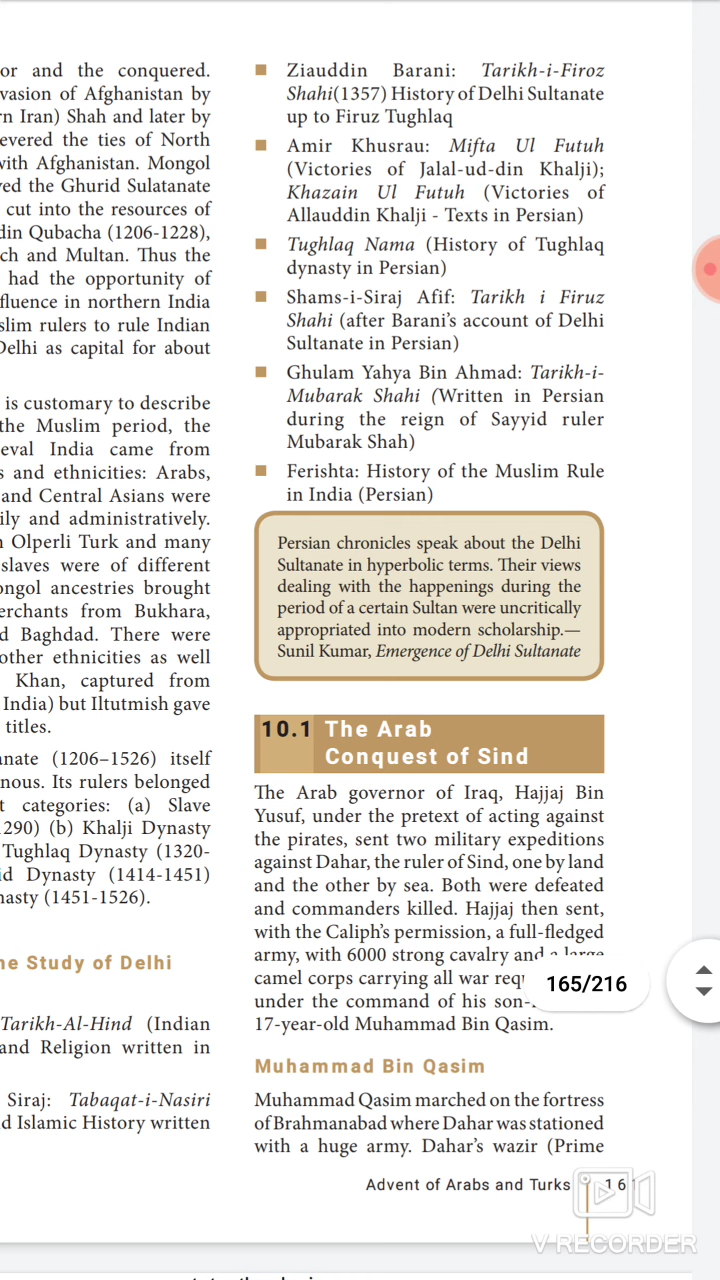 or and the conquered.
vasion of Afghanistan by
n Iran) Shah and later by
evered the ties of North
with Afghanistan. Mongol
ed the Ghurid Sulatanate
cut into the resources of
din Qubacha (1206-1228),
ch and Multan. Thus the
had the opportunity of
fluence in northern India
slim rulers to rule Indian
Delhi as capital for about
is customary to describe
the Muslim period, the
eval India came from
s and ethnicities: Arabs,
and Central Asians were
ily and administratively.
n Olperli Turk and many
slaves were of different
ongol ancestries brought
erchants from Bukhara,
d Baghdad. There were
other ethnicities as well
Khan, captured from
India) but Iltutmish gave
titles.
anate (1206–1526) itself
nous. Its rulers belonged
t categories: (a) Slave
1290) (b) Khalji Dynasty
Tughlaq Dynasty (1320-
id Dynasty (1414-1451)
nasty (1451-1526).
he Study of Delhi
Tarikh-Al-Hind (Indian
and Religion written in
Siraj: Tabaqat-i-Nasiri
d Islamic History written
Ziauddin Barani: Tarikh-i-Firoz
Shahi(1357) History of Delhi Sultanate
up to Firuz Tughlaq
Amir Khusrau: Mifta Ul Futuh
(Victories of Jalal-ud-din Khalji);
Khazain Ul Futuh (Victories of
Allauddin Khalji - Texts in Persian)
Tughlaq Nama (History of Tughlaq
dynasty in Persian)
Shams-i-Siraj Afif: Tarikh i Firuz
Shahi (after Barani's account of Delhi
Sultanate in Persian)
Ghulam Yahya Bin Ahmad: Tarikh-i-
Mubarak Shahi (Written in Persian
during the reign of Sayyid ruler
Mubarak Shah)
Ferishta: History of the Muslim Rule
in India (Persian)
Persian chronicles speak about the Delhi
Sultanate in hyperbolic terms. Their views
dealing with the happenings during the
period of a certain Sultan were uncritically
appropriated into modern scholarship.—
Sunil Kumar, Emergence of Delhi Sultanate
10.1 The Arab
Conquest of Sind
The Arab governor of Iraq, Hajjaj Bin
Yusuf, under the pretext of acting against
the pirates, sent two military expeditions
against Dahar, the ruler of Sind, one by land
and the other by sea. Both were defeated
and commanders killed. Hajjaj then sent,
with the Caliph's permission, a full-fledged
army, with 6000 strong cavalry and a large
camel corps carrying all war req
under the command of his son-
17-year-old Muhammad Bin Qasim.
165/216
Muhammad Bin Qasim
Muhammad Qasim marched on the fortress
of Brahmanabad where Dahar was stationed
with a huge army. Dahar's wazir (Prime
Advent of Arabs and Turks 161
V RECORDER